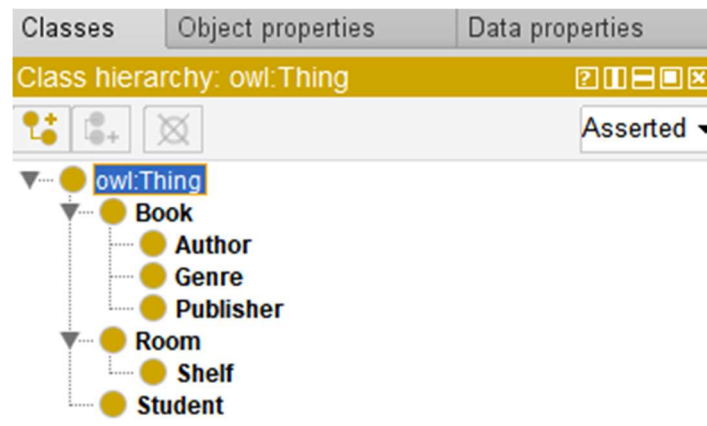 Classes Object properties Data properties
Class hierarchy: owl:Thing
Asserted
owl:Thing
Book
Author
Genre
Publisher
Room
Shelf
Student